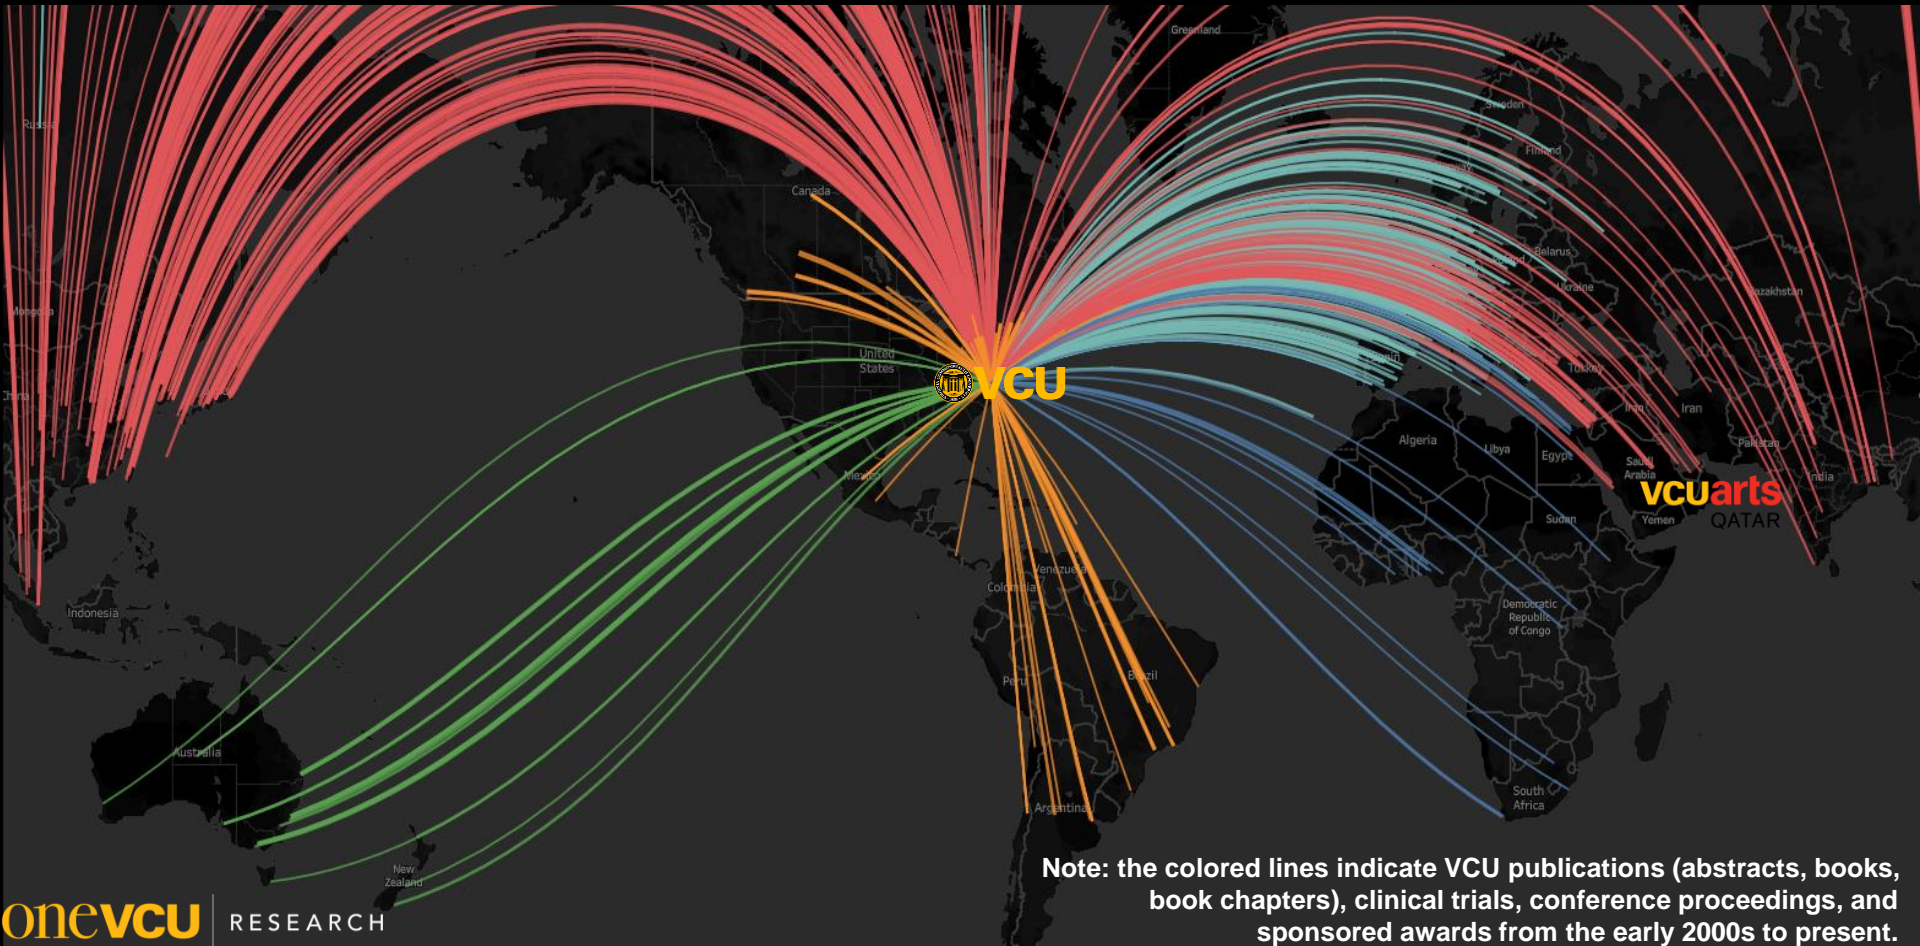 Greenland
Russia
Sweden
Finland
Canada
Belarus
Ukraine
Kazakhstan
Mongolia
United
States
Spain
Turkey
China
VCU
Iran
Algeria
Libya
Egypt
Pakistan
Saudi
Arabia
India
Mexico
vcuarts
QATAR
Sudan
Yemen
Venezuela
Colombia
Indonesia
Democratic
Republic
of Congo
Peru
Brazil
Australia
South
Africa
Argentina
New
Zealand
Note: the colored lines indicate VCU publications (abstracts, books,
book chapters), clinical trials, conference proceedings, and
sponsored awards from the early 2000s to present.
onevcu RESEARCH